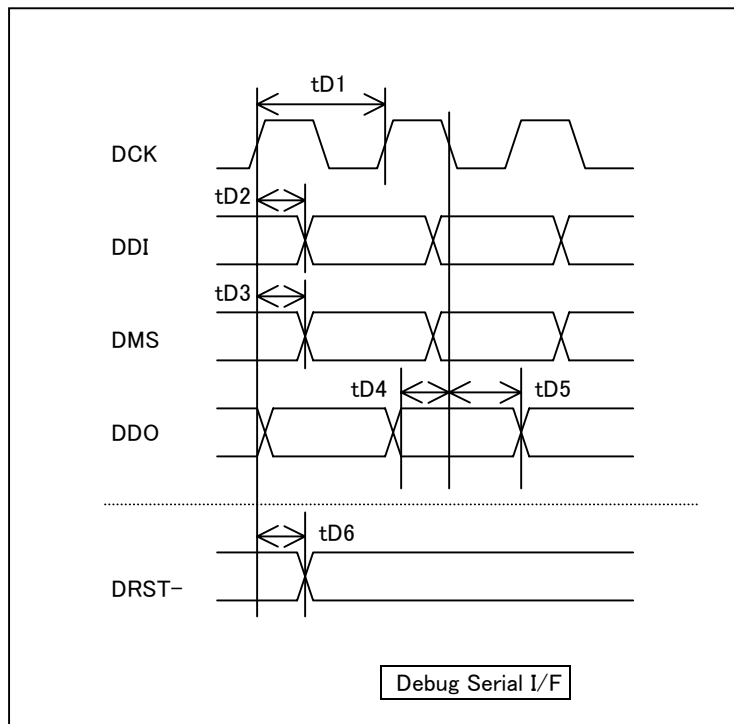 tD1
DCK
tD2
DDI
tD3
DMS
tD4 tD5
DDO
tD6
DRST-
Debug Serial I/F